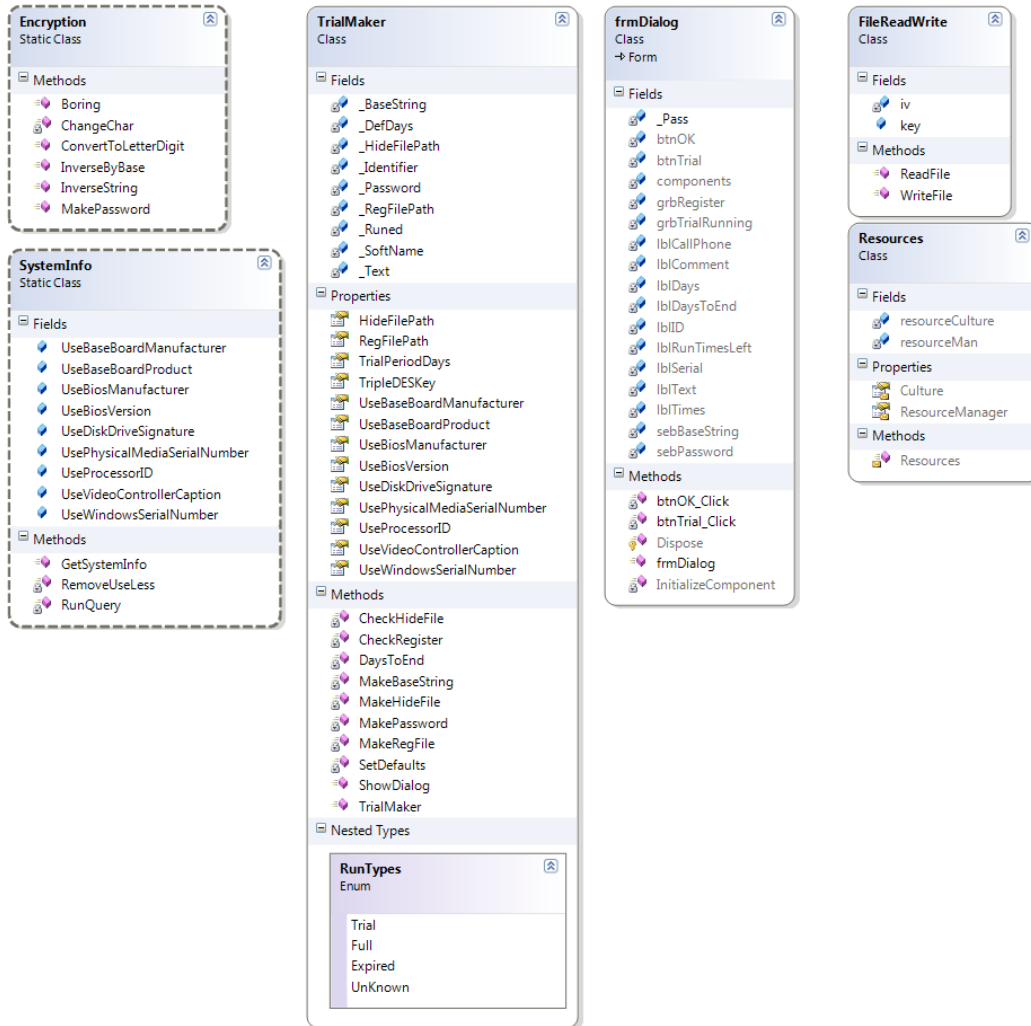 Encryption
Static Class
Methods
Boring
ChangeChar
ConvertToLetterDigit
InverseByBase
InverseString
MakePassword
SystemInfo
Static Class
Fields
UseBaseBoardManufacturer
UseBaseBoardProduct
UseBiosManufacturer
UseBiosVersion
UseDiskDriveSignature
UsePhysicalMediaSerialNumber
UseProcessorID
UseVideoControllerCaption
UseWindowsSerialNumber
Methods
GetSystemInfo
RemoveUseLess
RunQuery
TrialMaker
Class
Fields
_BaseString
_DefDays
_HideFilePath
_Identifier
_Password
_RegFilePath
_Runed
_SoftName
_Text
Properties
HideFilePath
RegFilePath
TrialPeriodDays
TripleDESKey
UseBaseBoardManufacturer
UseBaseBoardProduct
UseBiosManufacturer
UseBiosVersion
UseDiskDriveSignature
UsePhysicalMediaSerialNumber
UseProcessorID
UseVideoControllerCaption
UseWindowsSerialNumber
Methods
CheckHideFile
CheckRegister
DaysToEnd
MakeBaseString
MakeHideFile
MakePassword
MakeRegFile
SetDefaults
ShowDialog
TrialMaker
Nested Types
RunTypes
Enum
Trial
Full
Expired
UnKnown
frmDialog
Class
Form
Fields
_Pass
btnOK
btnTrial
components
grbRegister
grbTrialRunning
lblCallPhone
lblComment
lblDays
lblDaysToEnd
lblID
lblRunTimesLeft
lblSerial
lblText
lblTimes
sebBaseString
sebPassword
Methods
btnOK_Click
btnTrial_Click
Dispose
frmDialog
InitializeComponent
FileReadWrite
Class
Fields
iv
key
Methods
ReadFile
WriteFile
Resources
Class
Fields
resourceCulture
resourceMan
Properties
Culture
ResourceManager
Methods
Resources